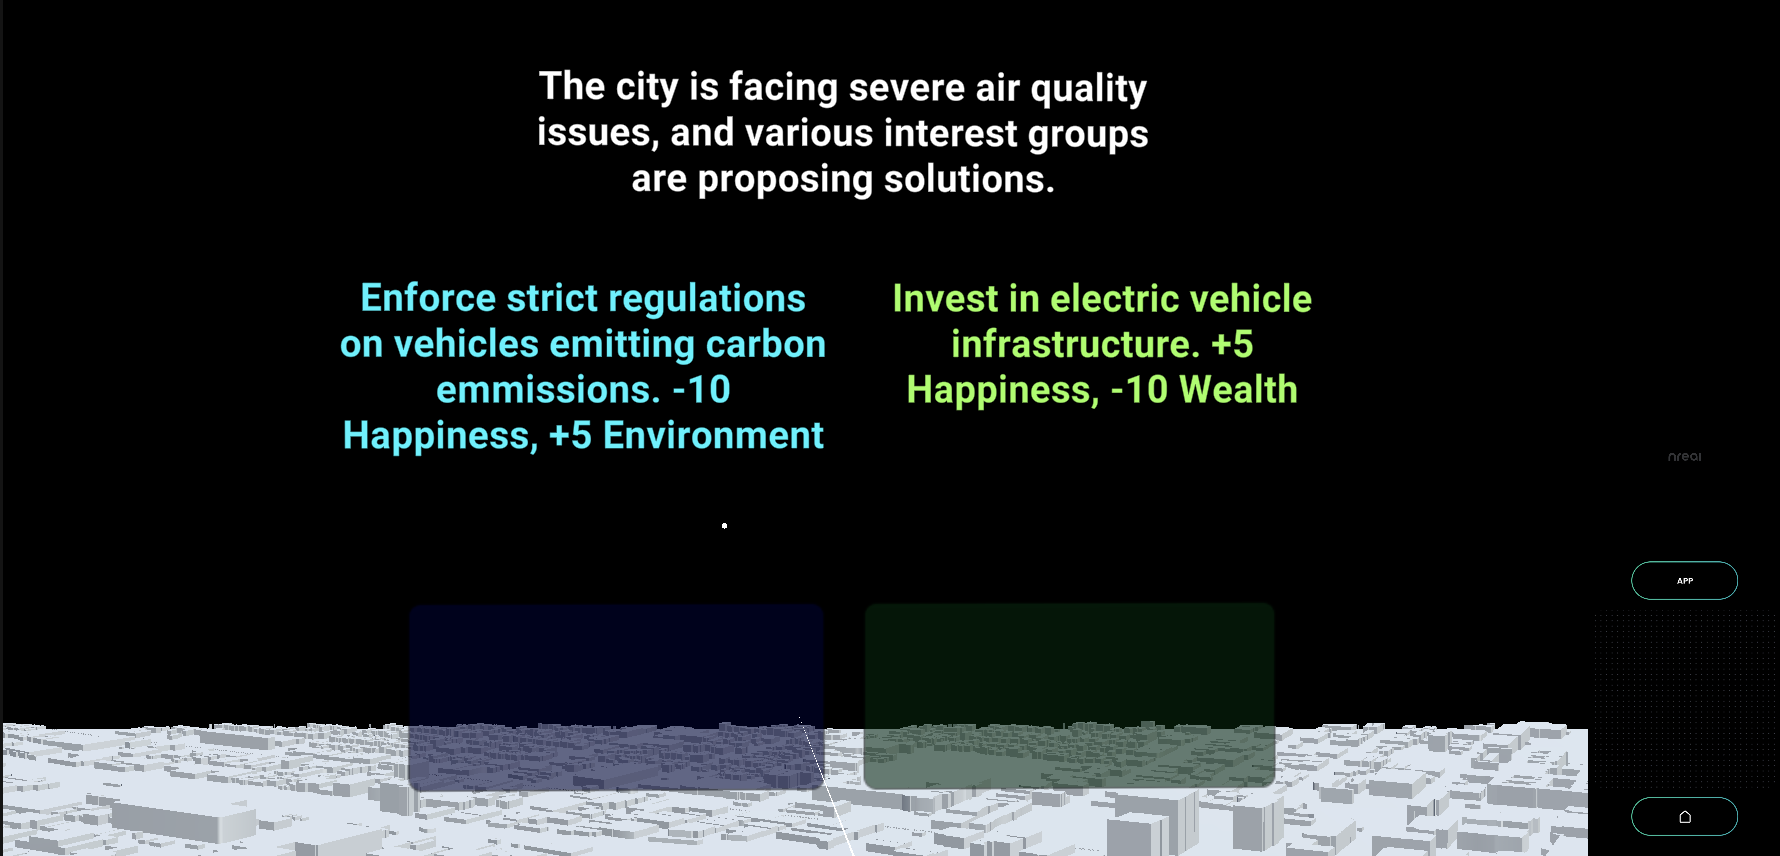 The city is facing severe air quality
issues, and various interest groups
are proposing solutions.
Enforce strict regulations
on vehicles emitting carbon
emmissions. -10
Happiness, +5 Environment
Invest in electric vehicle
infrastructure. +5
Happiness, -10 Wealth
nreal
APP